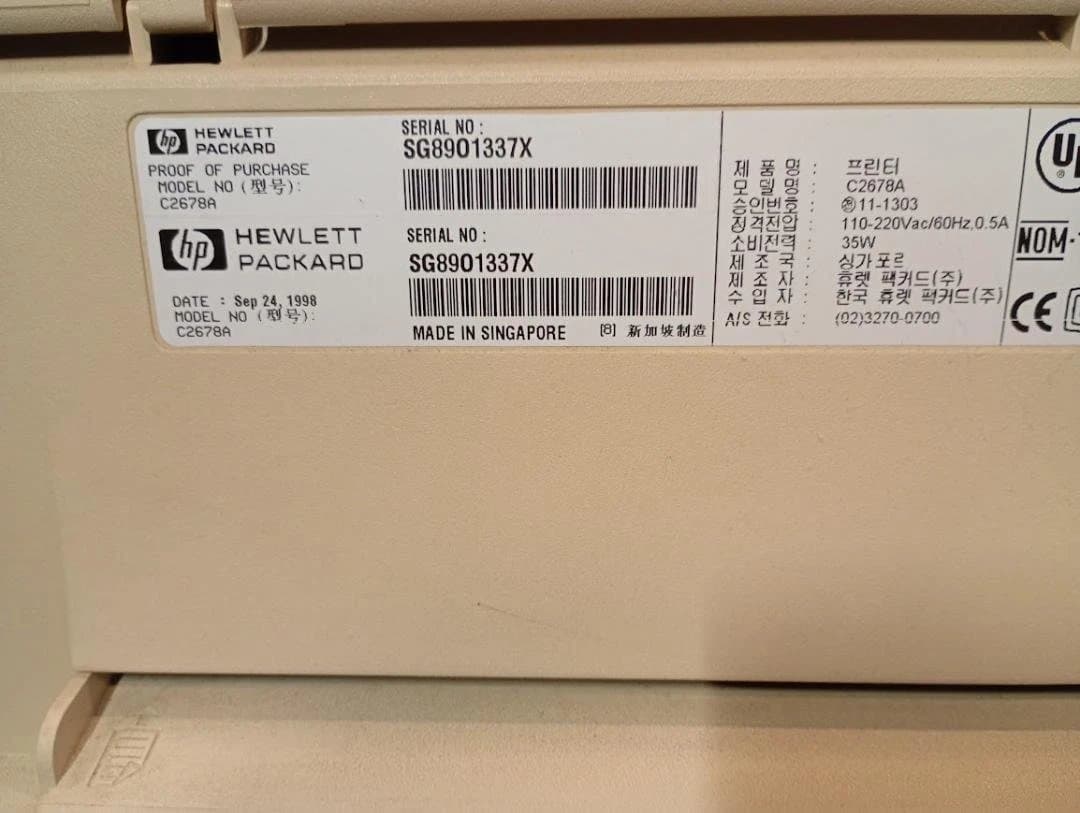 hp HEWLETT
PACKARD
PROOF OF PURCHASE
MODEL NO (型号):
C2678A
SERIAL NO :
SG8901337X
hp HEWLETT
PACKARD
DATE : Sep 24, 1998
MODEL NO (型号):
C2678A
SERIAL NO :
SG8901337X
MADE IN SINGAPORE [8] 新加坡制造
제 품 명 : 프린터
모 델 명 : C2678A
승인번호 : 11-1303
정격전압 : 110-220Vac/60Hz,0.5A
소비전력 : 35W
제 조 국 : 싱가포르
제 조 자 : 휴렛 팩커드(주)
수 입 자 : 한국 휴렛 팩커드(주)
A/S 전화 : (02)3270-0700
NOM-
CE